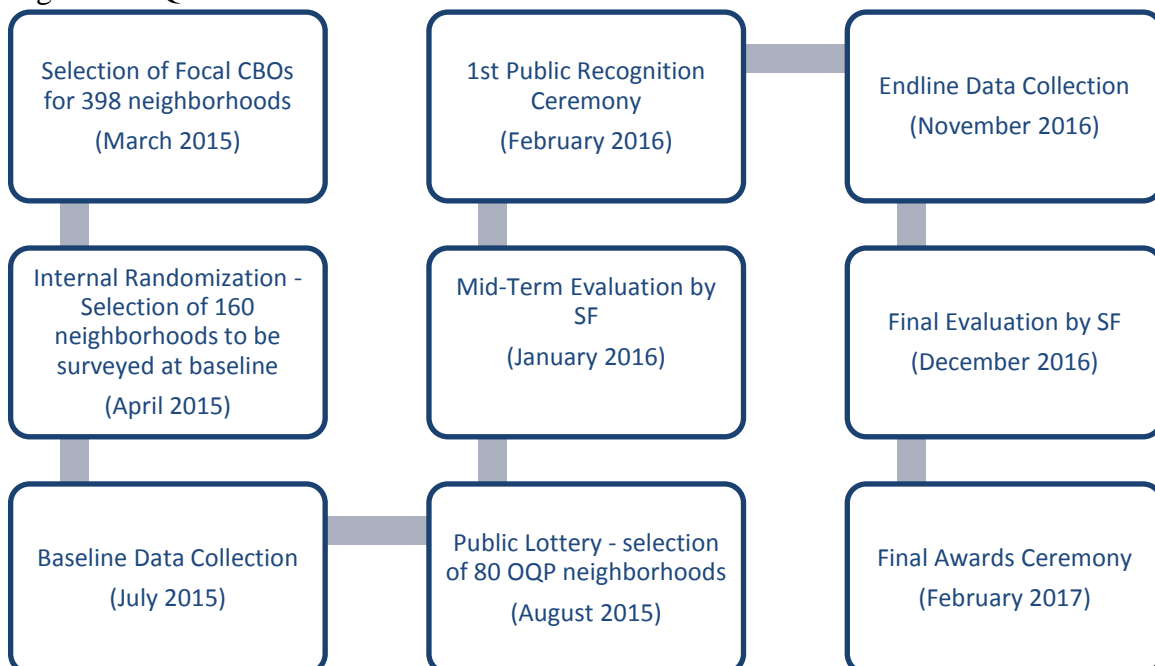 Selection of Focal CBOs
for 398 neighborhoods
(March 2015)
Internal Randomization -
Selection of 160
neighborhoods to be
surveyed at baseline
(April 2015)
Baseline Data Collection
(July 2015)
Public Lottery - selection
of 80 OQP neighborhoods
(August 2015)
Mid-Term Evaluation by
SF
(January 2016)
1st Public Recognition
Ceremony
(February 2016)
Endline Data Collection
(November 2016)
Final Evaluation by SF
(December 2016)
Final Awards Ceremony
(February 2017)